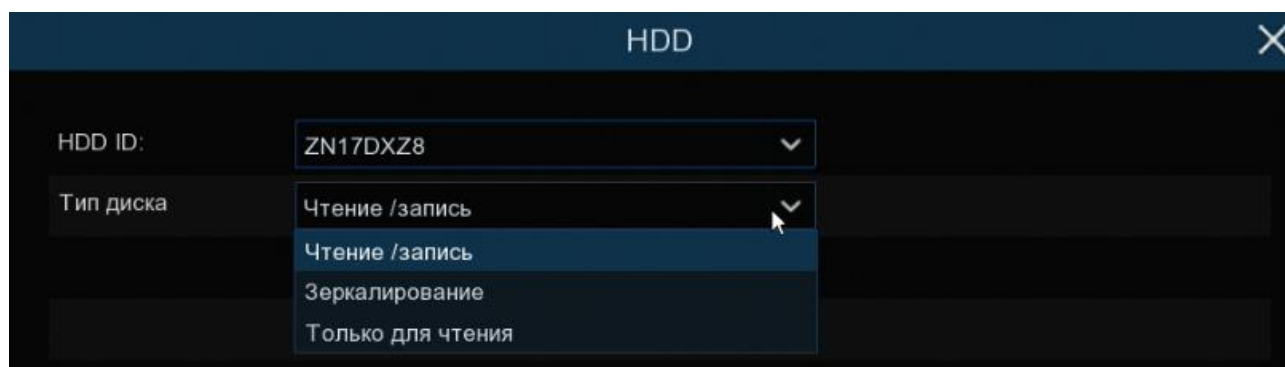 HDD
HDD ID: ZN17DXZ8
Тип диска Чтение /запись
Чтение /запись
Зеркалирование
Только для чтения